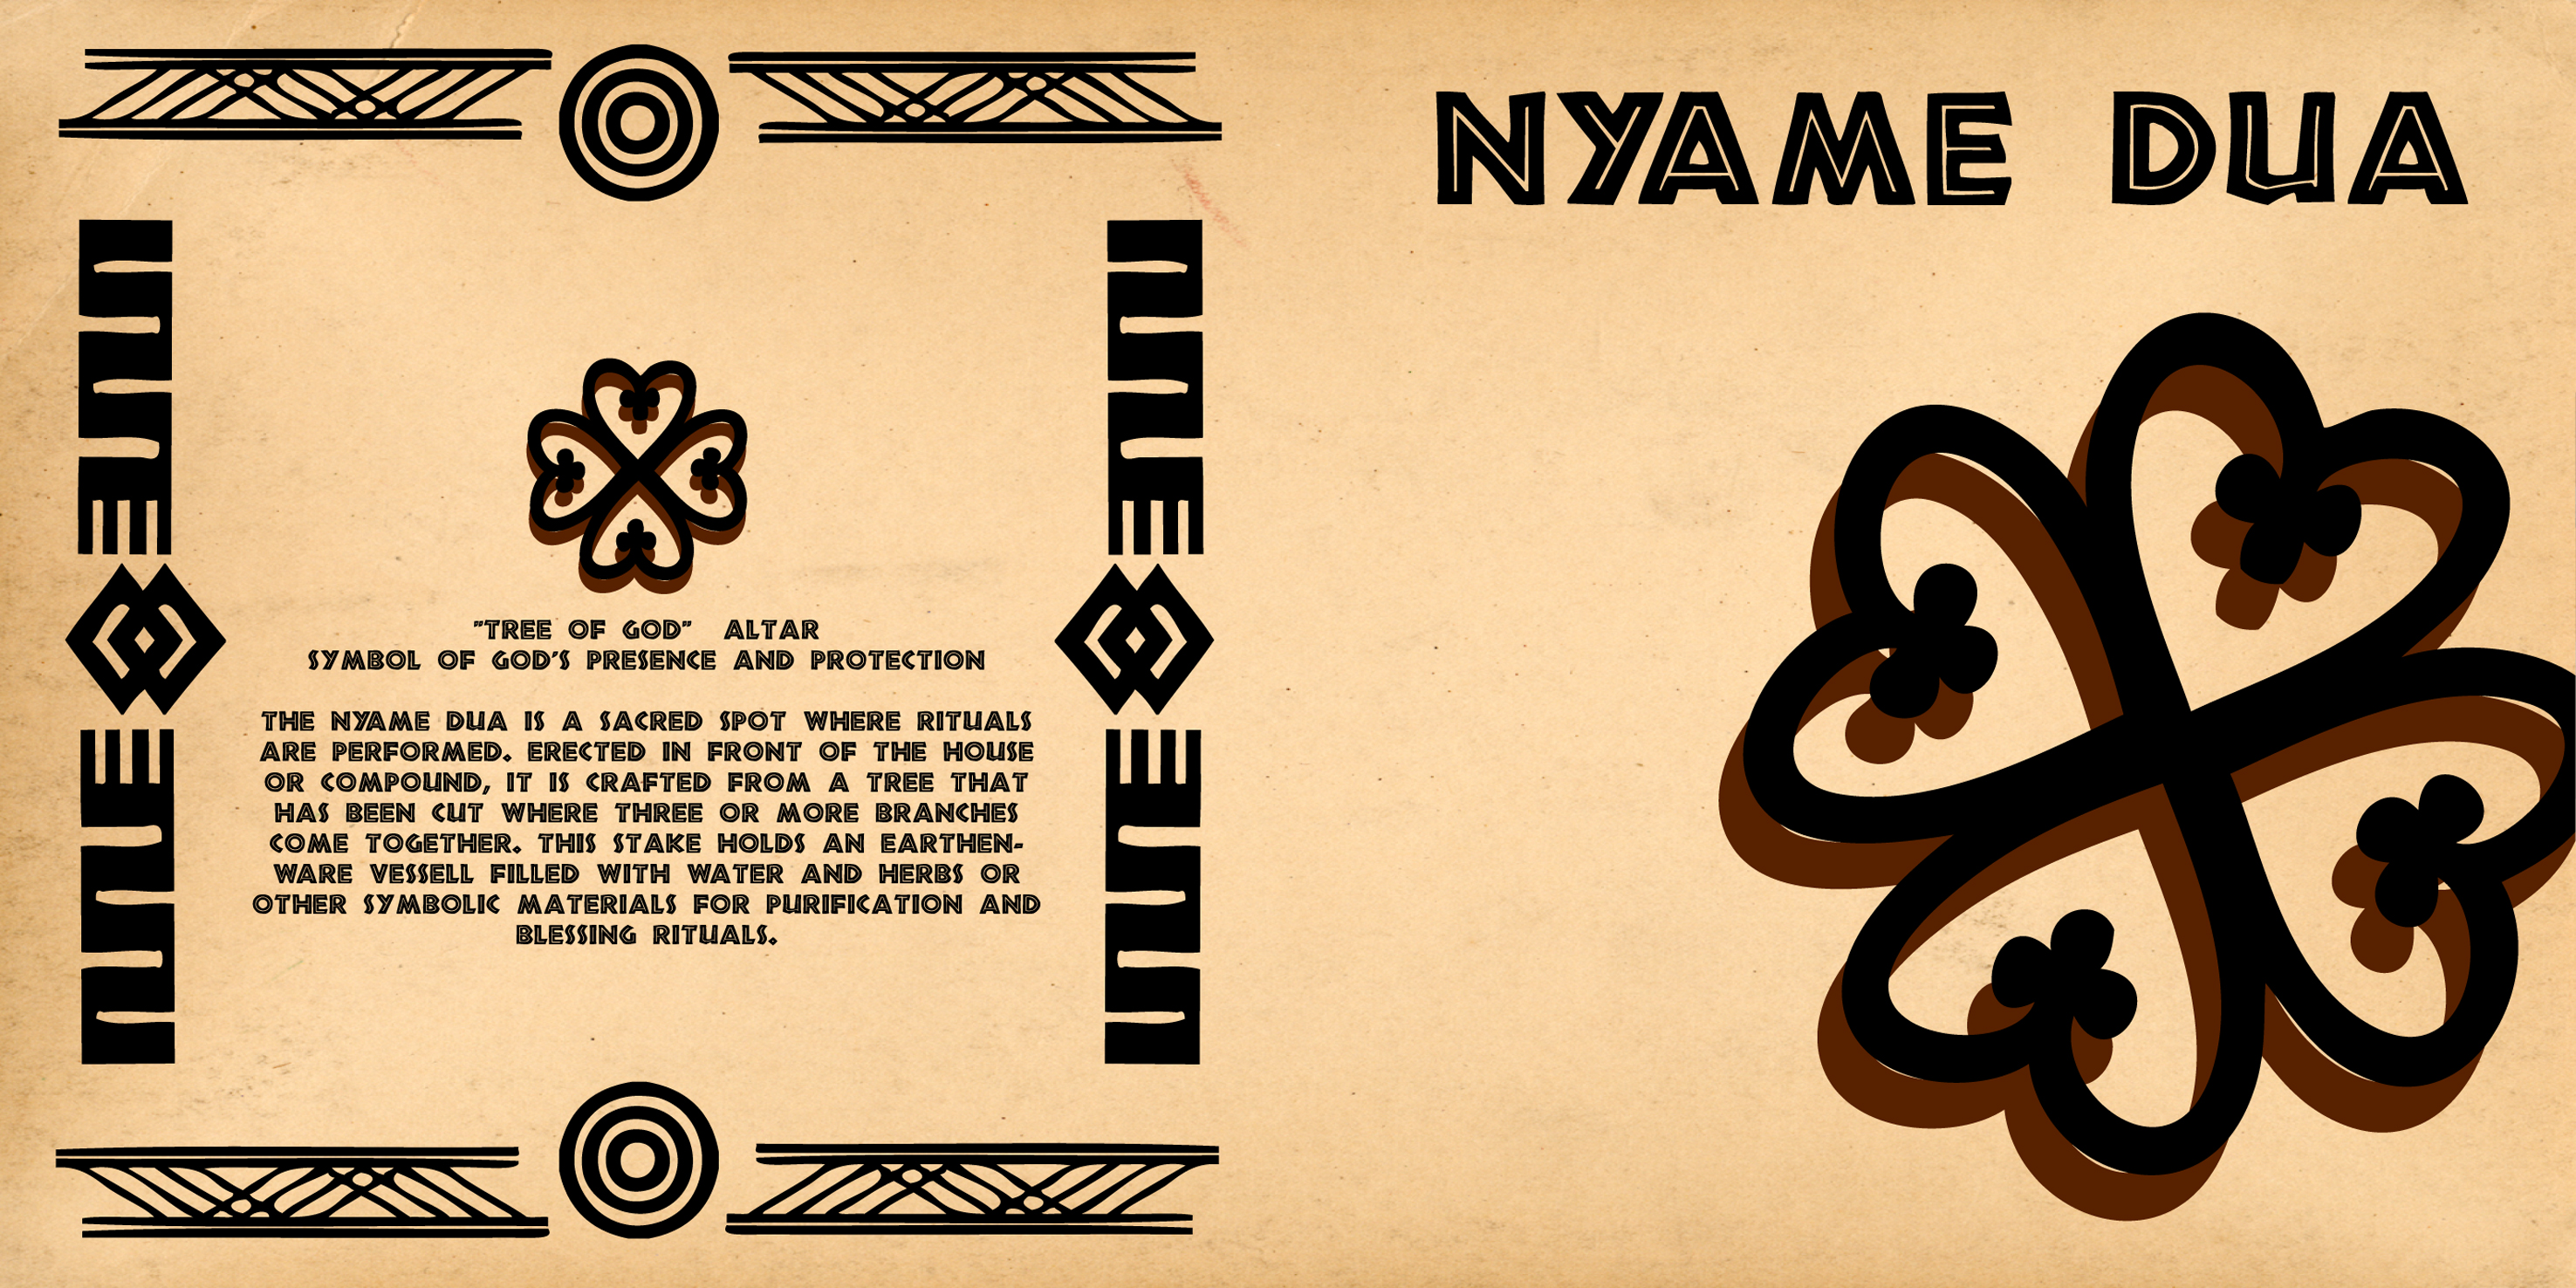 "TREE OF GOD" ALTAR
SYMBOL OF GOD'S PRESENCE AND PROTECTION
THE NYAME DUA IS A SACRED SPOT WHERE RITUALS
ARE PERFORMED. ERECTED IN FRONT OF THE HOUSE
OR COMPOUND, IT IS CRAFTED FROM A TREE THAT
HAS BEEN CUT WHERE THREE OR MORE BRANCHES
COME TOGETHER. THIS STAKE HOLDS AN EARTHEN-
WARE VESSELL FILLED WITH WATER AND HERBS OR
OTHER SYMBOLIC MATERIALS FOR PURIFICATION AND
BLESSING RITUALS.
NYAME DUA